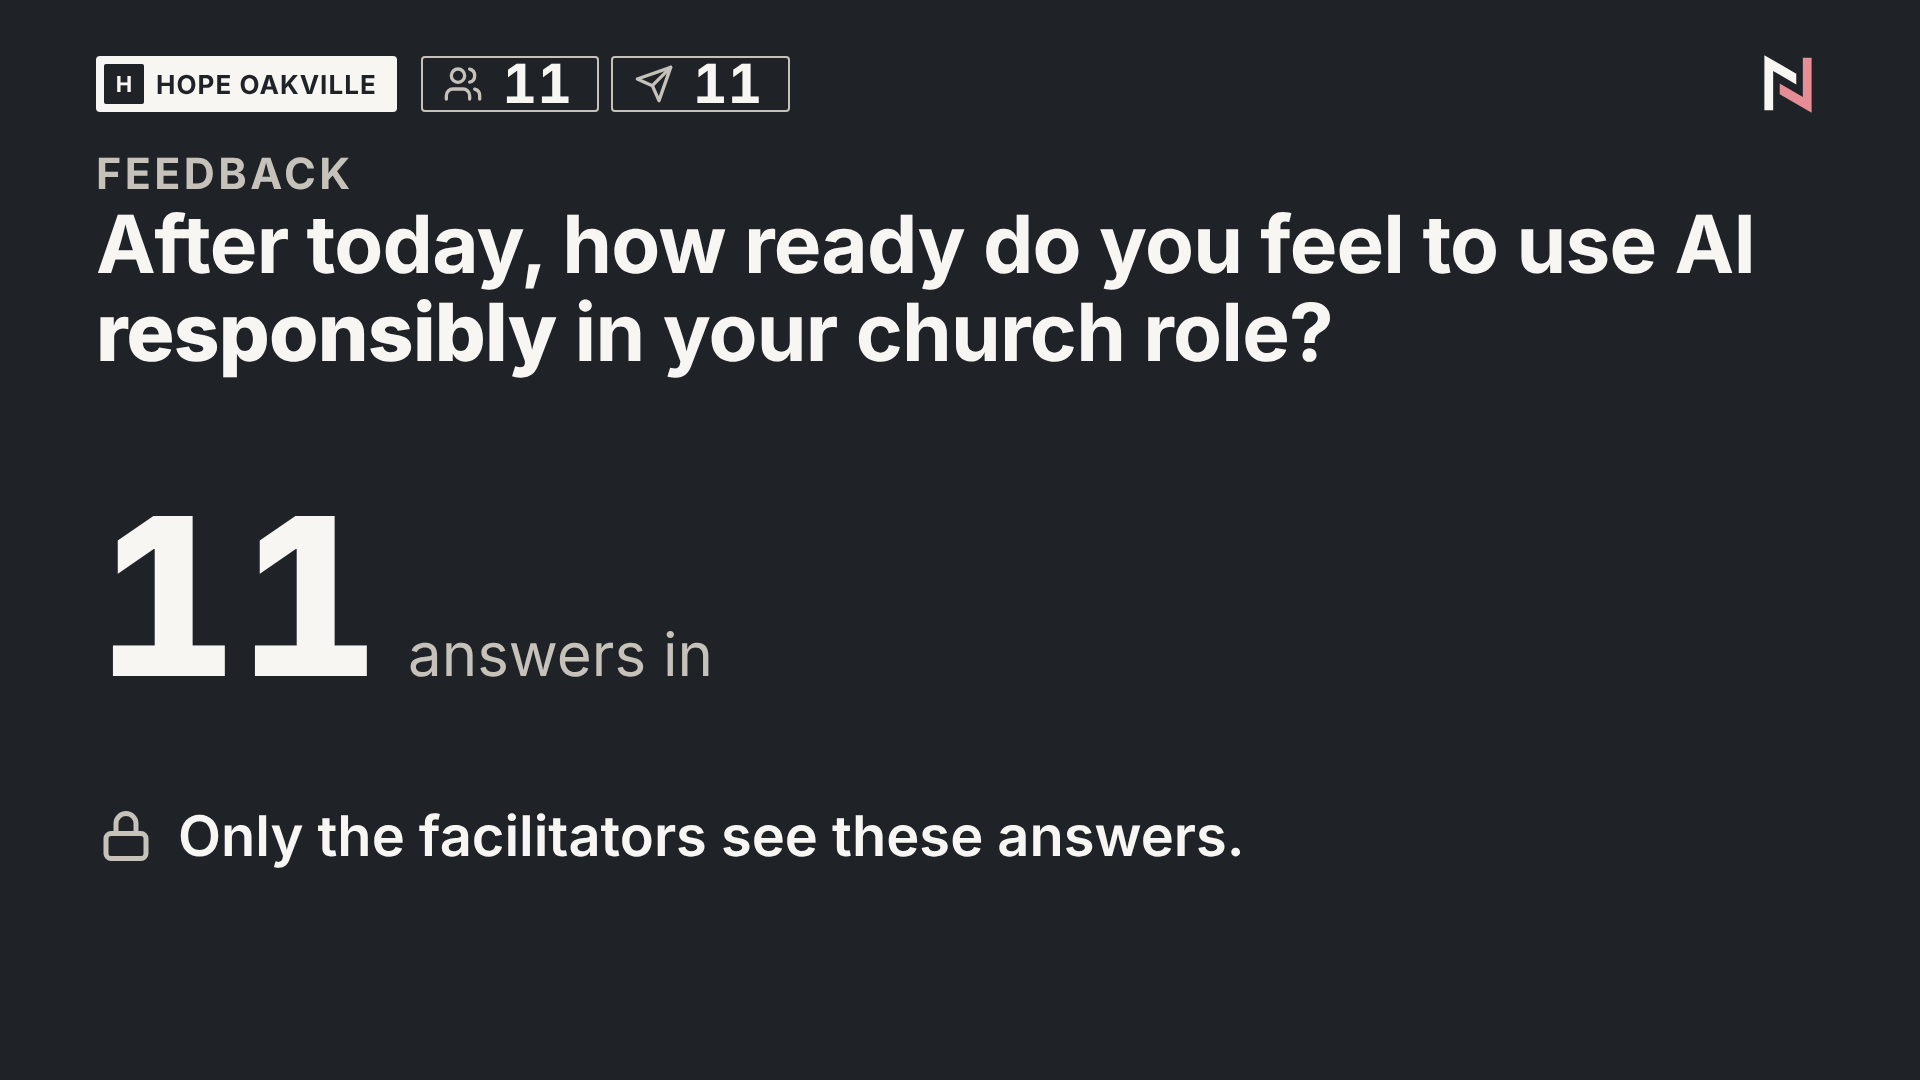 H HOPE OAKVILLE 11 11
FEEDBACK
After today, how ready do you feel to use AI
responsibly in your church role?
11 answers in
Only the facilitators see these answers.